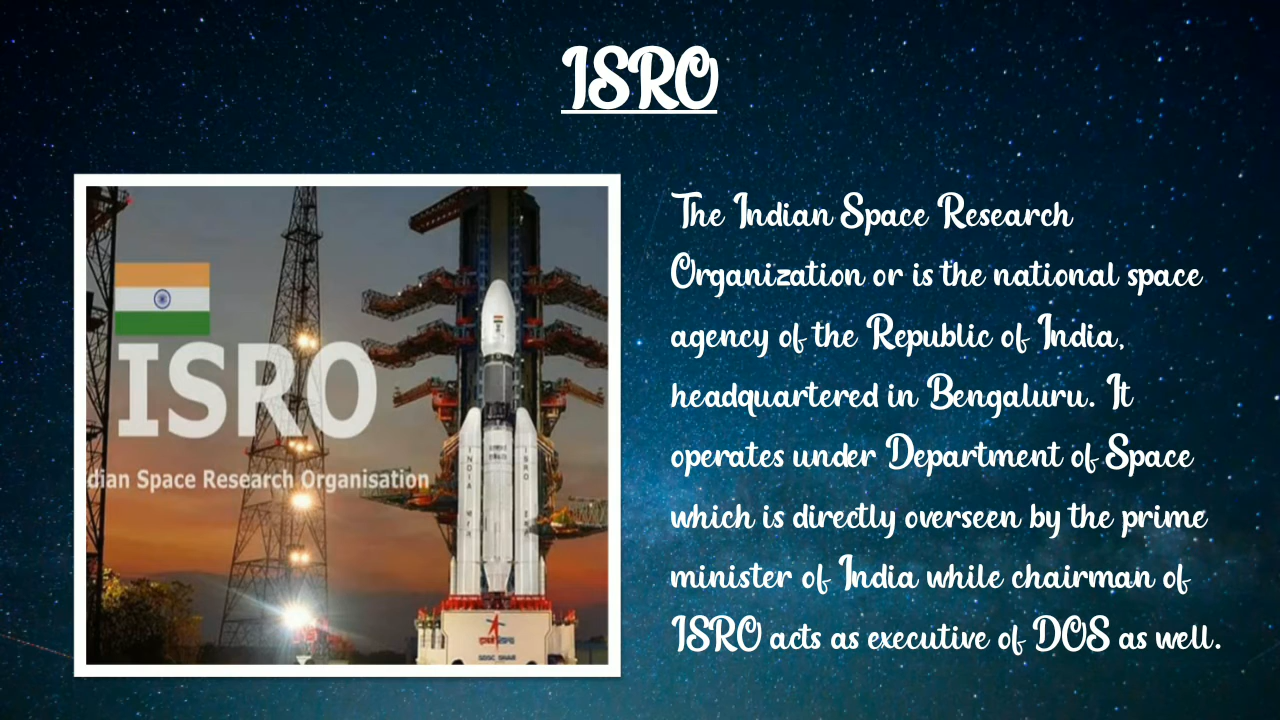 ISRO
ISRO
dian Space Research Organisation
INDIA
ISRO
The Indian Space Research
Organization or is the national space
agency of the Republic of India,
headquartered in Bengaluru. It
operates under Department of Space
which is directly overseen by the prime
minister of India while chairman of
ISRO acts as executive of DOS as well.